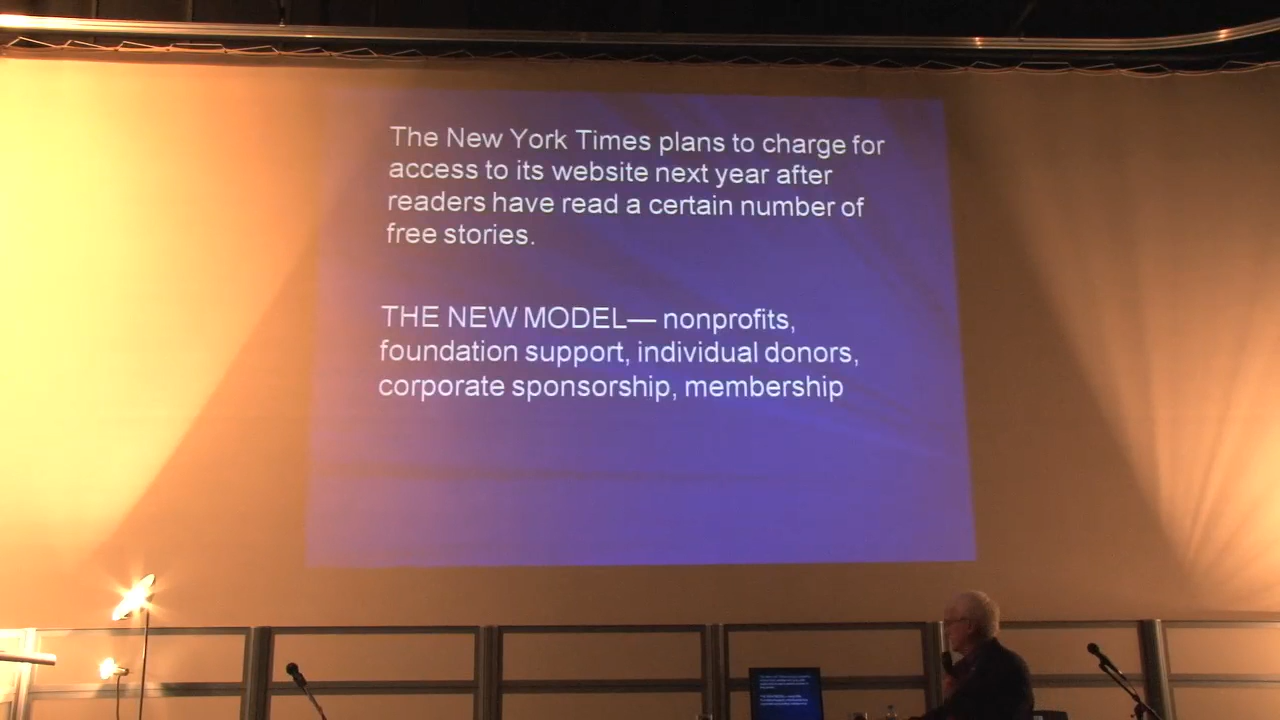 The New York Times plans to charge for
access to its website next year after
readers have read a certain number of
free stories.
THE NEW MODEL— nonprofits,
foundation support, individual donors,
corporate sponsorship, membership